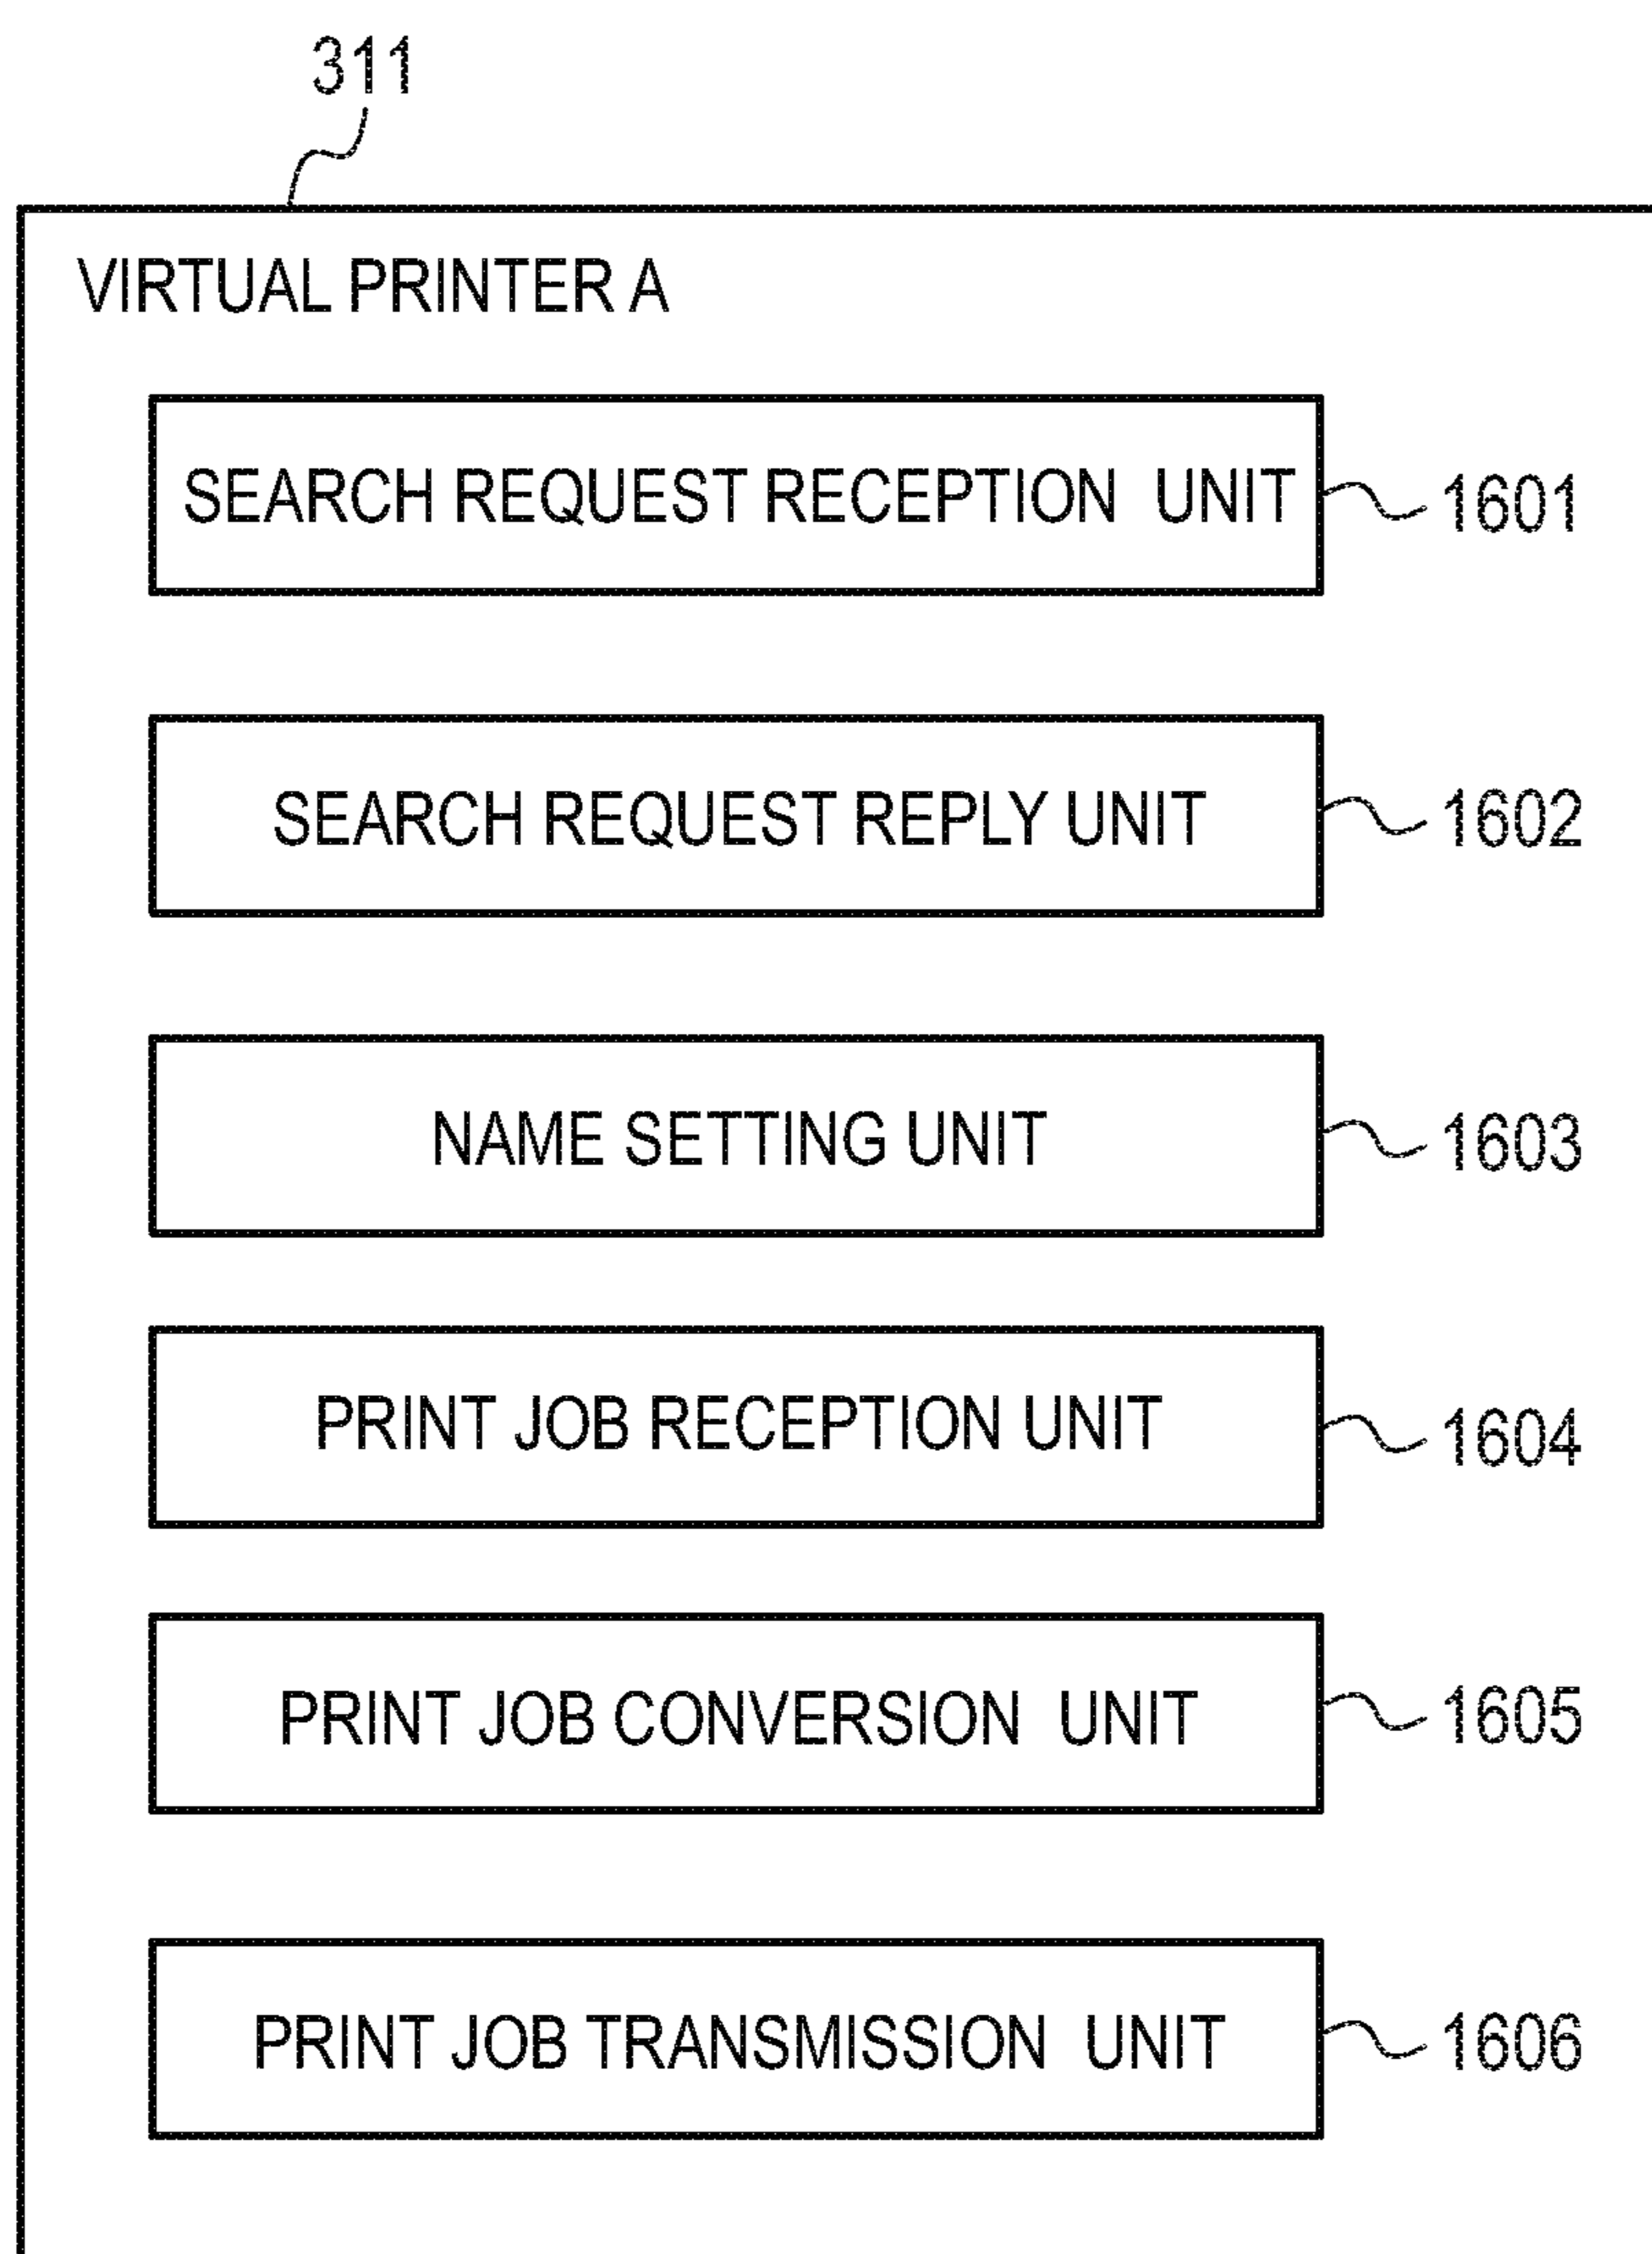 311
VIRTUAL PRINTER A
SEARCH REQUEST RECEPTION UNIT 1601
SEARCH REQUEST REPLY UNIT 1602
NAME SETTING UNIT 1603
PRINT JOB RECEPTION UNIT 1604
PRINT JOB CONVERSION UNIT 1605
PRINT JOB TRANSMISSION UNIT 1606